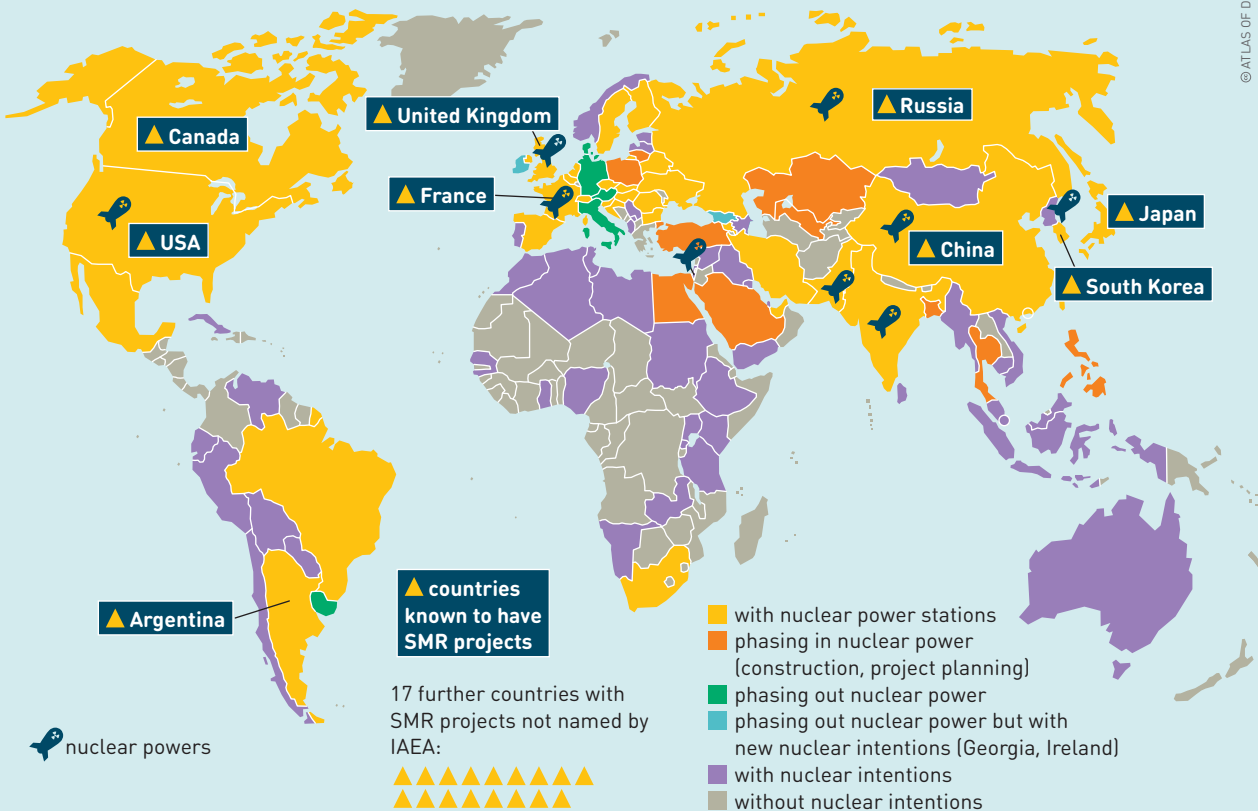 © ATLAS OF D
United Kingdom
Russia
Canada
France
Japan
USA
China
South Korea
Argentina
countries
known to have
SMR projects
17 further countries with
SMR projects not named by
IAEA:
nuclear powers
with nuclear power stations
phasing in nuclear power
(construction, project planning)
phasing out nuclear power
phasing out nuclear power but with
new nuclear intentions (Georgia, Ireland)
with nuclear intentions
without nuclear intentions